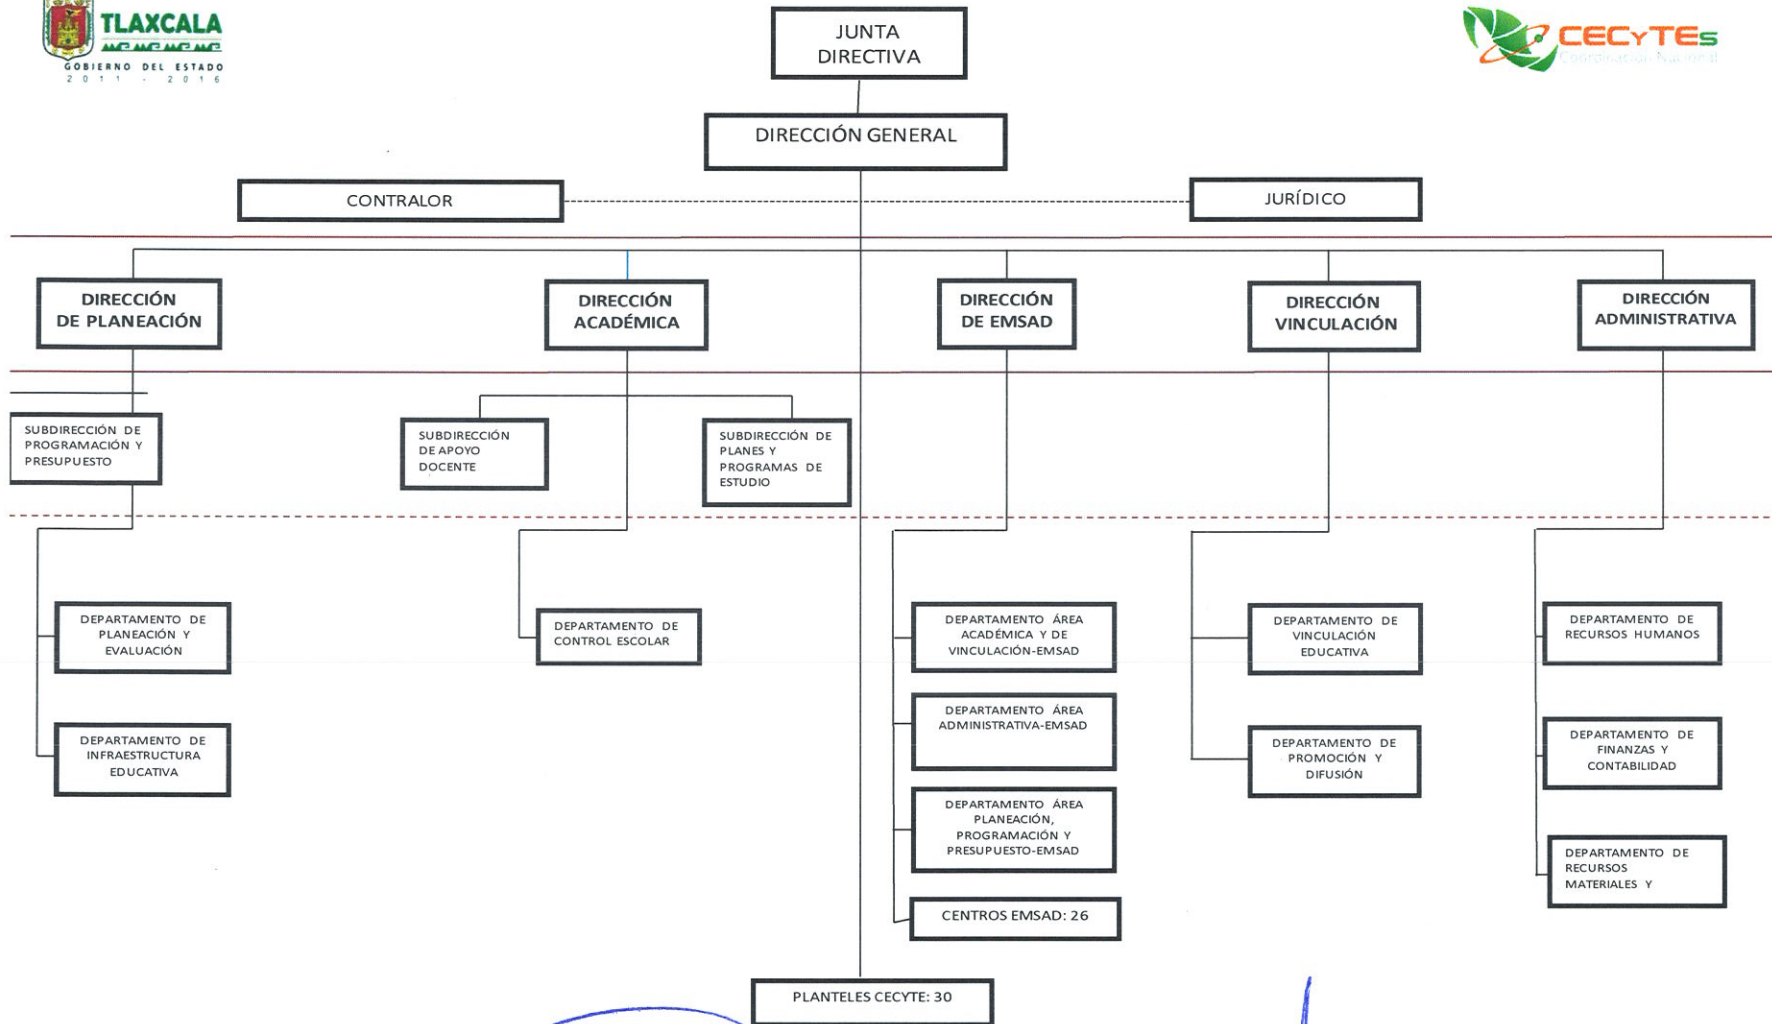 TLAXCALA
GOBIERNO DEL ESTADO
2011 - 2016
CECyTEs
Coordinación Nacional
JUNTA
DIRECTIVA
DIRECCIÓN GENERAL
CONTRALOR
JURÍDICO
DIRECCIÓN
DE PLANEACIÓN
DIRECCIÓN
ACADÉMICA
DIRECCIÓN
DE EMSAD
DIRECCIÓN
VINCULACIÓN
DIRECCIÓN
ADMINISTRATIVA
SUBDIRECCIÓN DE
PROGRAMACIÓN Y
PRESUPUESTO
SUBDIRECCIÓN
DE APOYO
DOCENTE
SUBDIRECCIÓN DE
PLANES Y
PROGRAMAS DE
ESTUDIO
DEPARTAMENTO DE
PLANEACIÓN Y
EVALUACIÓN
DEPARTAMENTO DE
INFRAESTRUCTURA
EDUCATIVA
DEPARTAMENTO DE
CONTROL ESCOLAR
DEPARTAMENTO ÁREA
ACADÉMICA Y DE
VINCULACIÓN-EMSAD
DEPARTAMENTO ÁREA
ADMINISTRATIVA-EMSAD
DEPARTAMENTO ÁREA
PLANEACIÓN,
PROGRAMACIÓN Y
PRESUPUESTO-EMSAD
CENTROS EMSAD: 26
DEPARTAMENTO DE
VINCULACIÓN
EDUCATIVA
DEPARTAMENTO DE
PROMOCIÓN Y
DIFUSIÓN
DEPARTAMENTO DE
RECURSOS HUMANOS
DEPARTAMENTO DE
FINANZAS Y
CONTABILIDAD
DEPARTAMENTO DE
RECURSOS
MATERIALES Y
PLANTELES CECYTE: 30